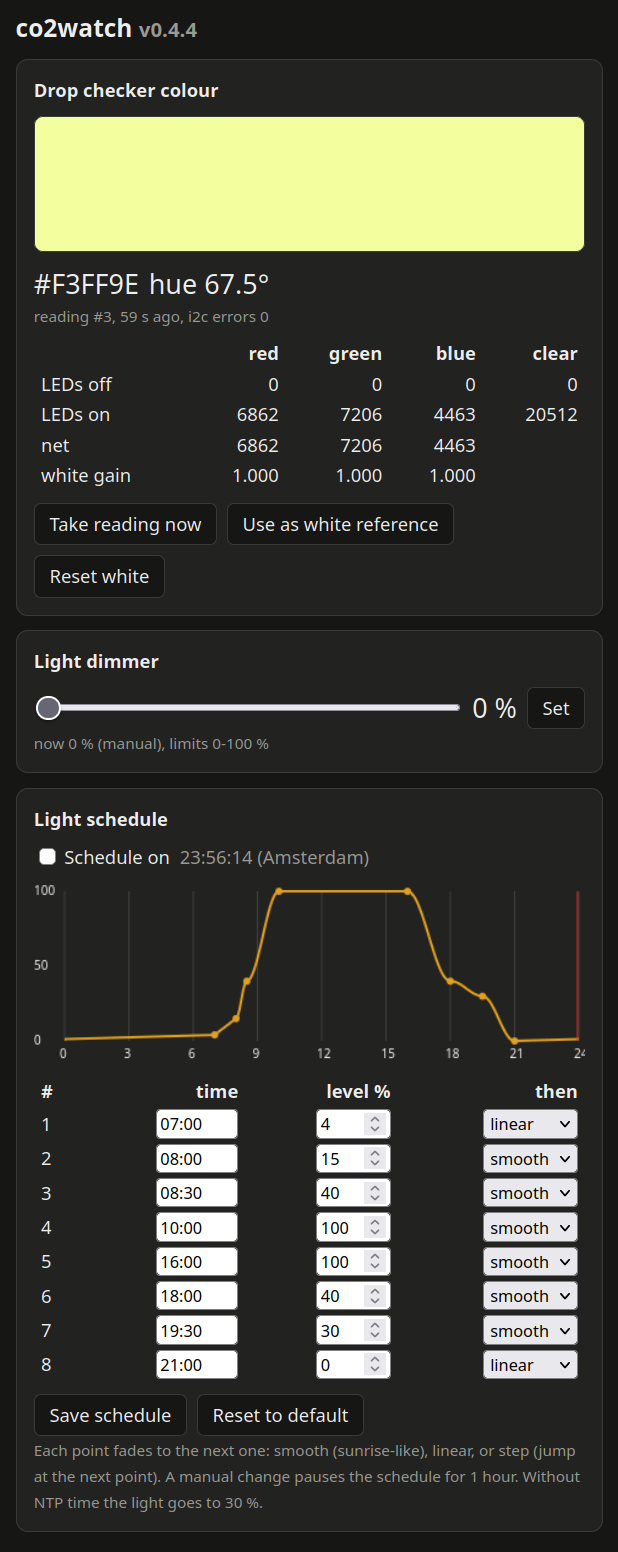 co2watch v0.4.4
Drop checker colour
#F3FF9E hue 67.5°
reading #3, 59 s ago, i2c errors 0
red green blue clear
LEDs off 0 0 0 0
LEDs on 6862 7206 4463 20512
net 6862 7206 4463
white gain 1.000 1.000 1.000
Take reading now Use as white reference
Reset white
Light dimmer
0 % Set
now 0 % (manual), limits 0-100 %
Light schedule
Schedule on 23:56:14 (Amsterdam)
100
50
0
0 3 6 9 12 15 18 21 24
# time level % then
1 07:00 4 linear
2 08:00 15 smooth
3 08:30 40 smooth
4 10:00 100 smooth
5 16:00 100 smooth
6 18:00 40 smooth
7 19:30 30 smooth
8 21:00 0 linear
Save schedule Reset to default
Each point fades to the next one: smooth (sunrise-like), linear, or step (jump
at the next point). A manual change pauses the schedule for 1 hour. Without
NTP time the light goes to 30 %.